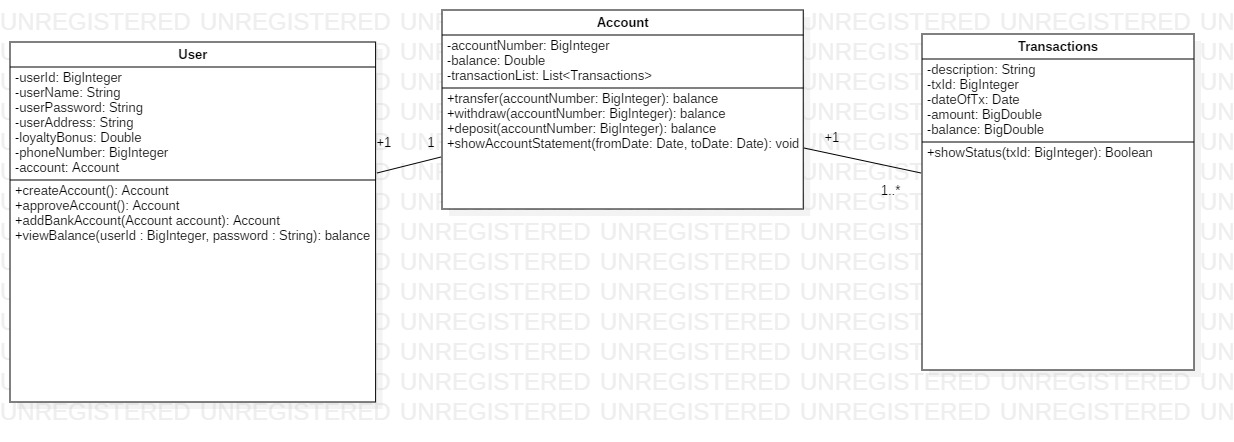 User
-userId: BigInteger
-userName: String
-userPassword: String
-userAddress: String
-loyaltyBonus: Double
-phoneNumber: BigInteger
-account: Account
+createAccount(): Account
+approveAccount(): Account
+addBankAccount(Account account): Account
+viewBalance(userId : BigInteger, password : String): balance
+1
1
Account
-accountNumber: BigInteger
-balance: Double
-transactionList: List<Transactions>
+transfer(accountNumber: BigInteger): balance
+withdraw(accountNumber: BigInteger): balance
+deposit(accountNumber: BigInteger): balance
+showAccountStatement(fromDate: Date, toDate: Date): void
+1
1..*
Transactions
-description: String
-txId: BigInteger
-dateOfTx: Date
-amount: BigDouble
-balance: BigDouble
+showStatus(txId: BigInteger): Boolean
UNREGISTERED